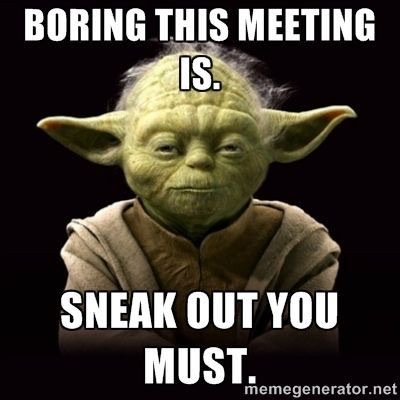 BORING THIS MEETING
IS.
SNEAK OUT YOU
MUST.
memegenerator.net